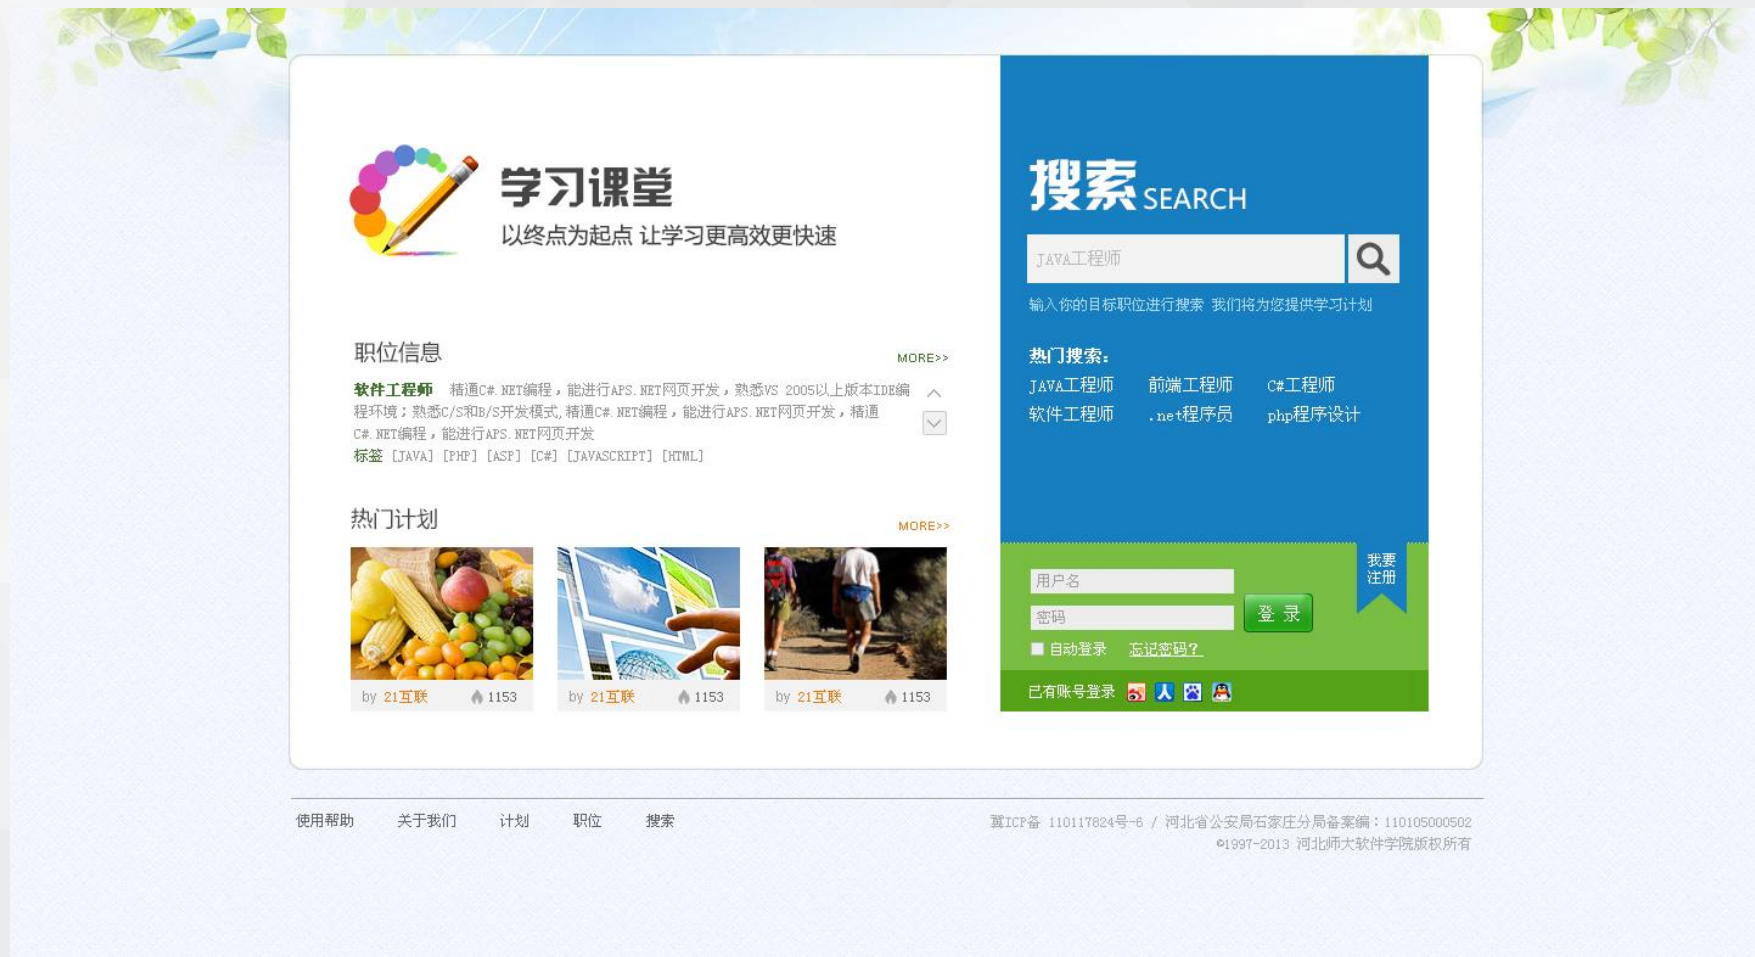 学习课堂
以终点为起点 让学习更高效更快速
职位信息
MORE>>
软件工程师 精通C#.NET编程，能进行APS.NET网页开发，熟悉VS 2005以上版本IDE编
程环境；熟悉C/S和B/S开发模式,精通C#.NET编程，能进行APS.NET网页开发，精通
C#.NET编程，能进行APS.NET网页开发
标签 [JAVA] [PHP] [ASP] [C#] [JAVASCRIPT] [HTML]
热门计划
MORE>>
by 21互联 1153
by 21互联 1153
by 21互联 1153
搜索 SEARCH
JAVA工程师
输入你的目标职位进行搜索 我们将为您提供学习计划
热门搜索:
JAVA工程师 前端工程师 C#工程师
软件工程师 .net程序员 php程序设计
我要
注册
用户名
密码
登 录
自动登录 忘记密码？
已有账号登录
使用帮助 关于我们 计划 职位 搜索
冀ICP备 110117824号-6 / 河北省公安局石家庄分局备案编：110105000502
©1997-2013 河北师大软件学院版权所有